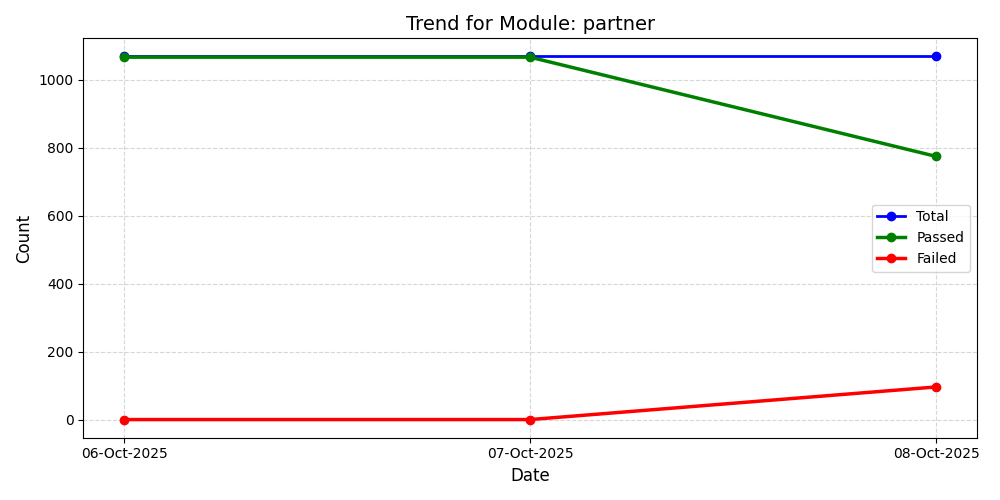 Trend for Module: partner
Count
1000
800
600
400
200
0
Total
Passed
Failed
06-Oct-2025
07-Oct-2025
08-Oct-2025
Date